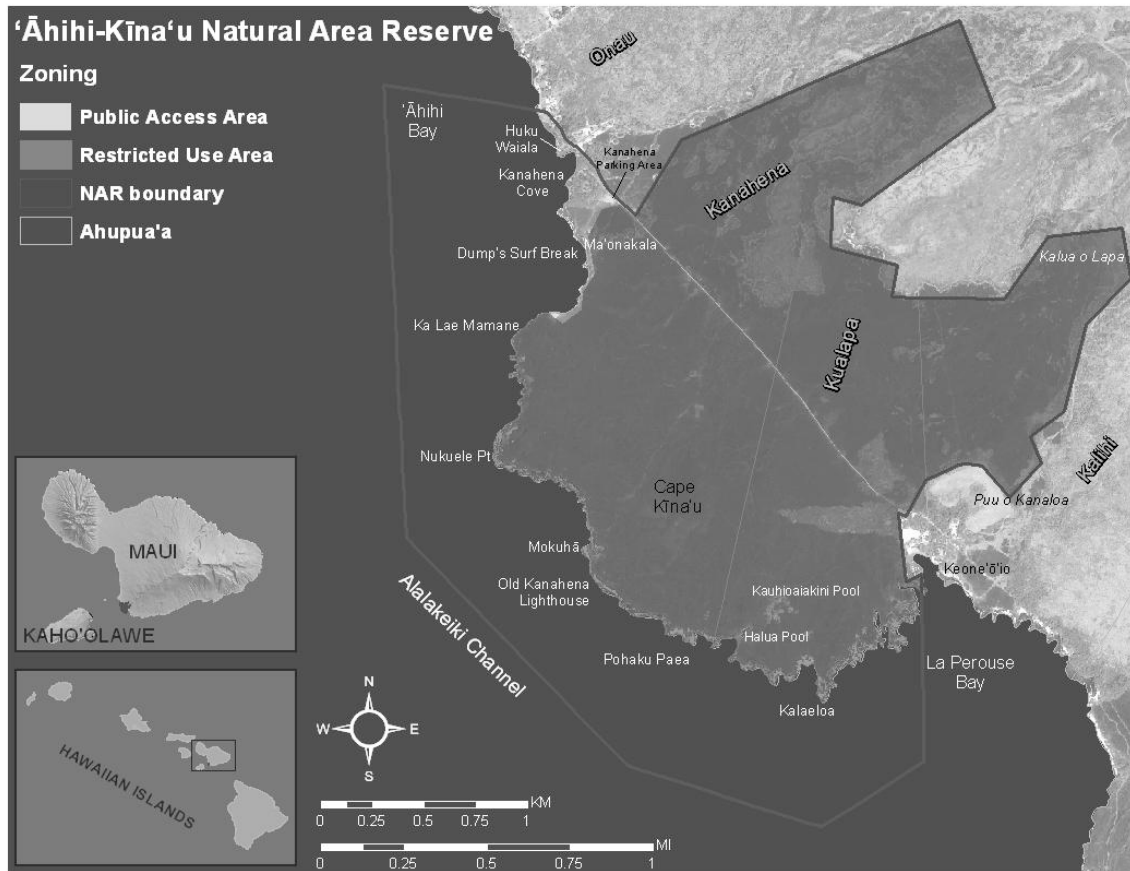 ʻĀhihi-Kīnaʻu Natural Area Reserve
Zoning
Public Access Area
Restricted Use Area
NAR boundary
Ahupua'a
Onau
ʻĀhihi
Bay
Huku
Waiala
Kanahena
Cove
Kanahena
Parking Area
Kanahena
Dump's Surf Break
Ma'onakala
Kalua o Lapa
Ka Lae Mamane
Kualapa
Nukuele Pt
Kalihi
Cape
Kīna'u
Puu o Kanaloa
Mokuhā
Keone'ō'io
Old Kanahena
Lighthouse
Kauhioaiakini Pool
Halua Pool
Alalakeiki Channel
Pohaku Paea
La Perouse
Bay
Kalaeloa
MAUI
KAHO'OLAWE
HAWAIIAN ISLANDS
N
W E
S
KM
0 0.25 0.5 0.75 1
MI
0 0.25 0.5 0.75 1